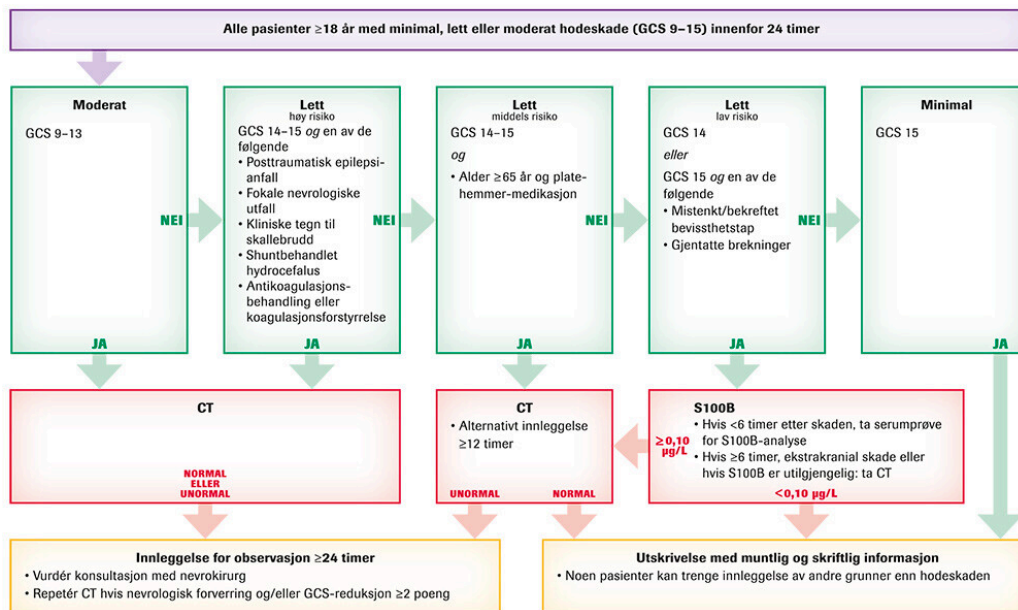 Alle pasienter ≥18 år med minimal, lett eller moderat hodeskade (GCS 9–15) innenfor 24 timer
Moderat
GCS 9–13
NEI
JA
Lett
høy risiko
GCS 14–15 og en av de
følgende
• Posttraumatisk epilepsi-
anfall
• Fokale nevrologiske
utfall
• Kliniske tegn til
skallebrudd
• Shuntbehandlet
hydrocefalus
• Antikoagulasjons-
behandling eller
koagulasjonsforstyrrelse
NEI
JA
Lett
middels risiko
GCS 14–15
og
• Alder ≥65 år og plate-
hemmer-medikasjon
NEI
JA
Lett
lav risiko
GCS 14
eller
GCS 15 og en av de
følgende
• Mistenkt/bekreftet
bevissthetstap
• Gjentatte brekninger
NEI
JA
Minimal
GCS 15
JA
CT
NORMAL
ELLER
UNORMAL
CT
• Alternativt innleggelse
≥12 timer
UNORMAL
NORMAL
S100B
• Hvis <6 timer etter skaden, ta serumprøve
for S100B-analyse
• Hvis ≥6 timer, ekstrakranial skade eller
hvis S100B er utilgjengelig: ta CT
≥0,10
µg/L
<0,10 µg/L
Innleggelse for observasjon ≥24 timer
• Vurdér konsultasjon med nevrokirurg
• Repetér CT hvis nevrologisk forverring og/eller GCS-reduksjon ≥2 poeng
Utskrivelse med muntlig og skriftlig informasjon
• Noen pasienter kan trenge innleggelse av andre grunner enn hodeskaden